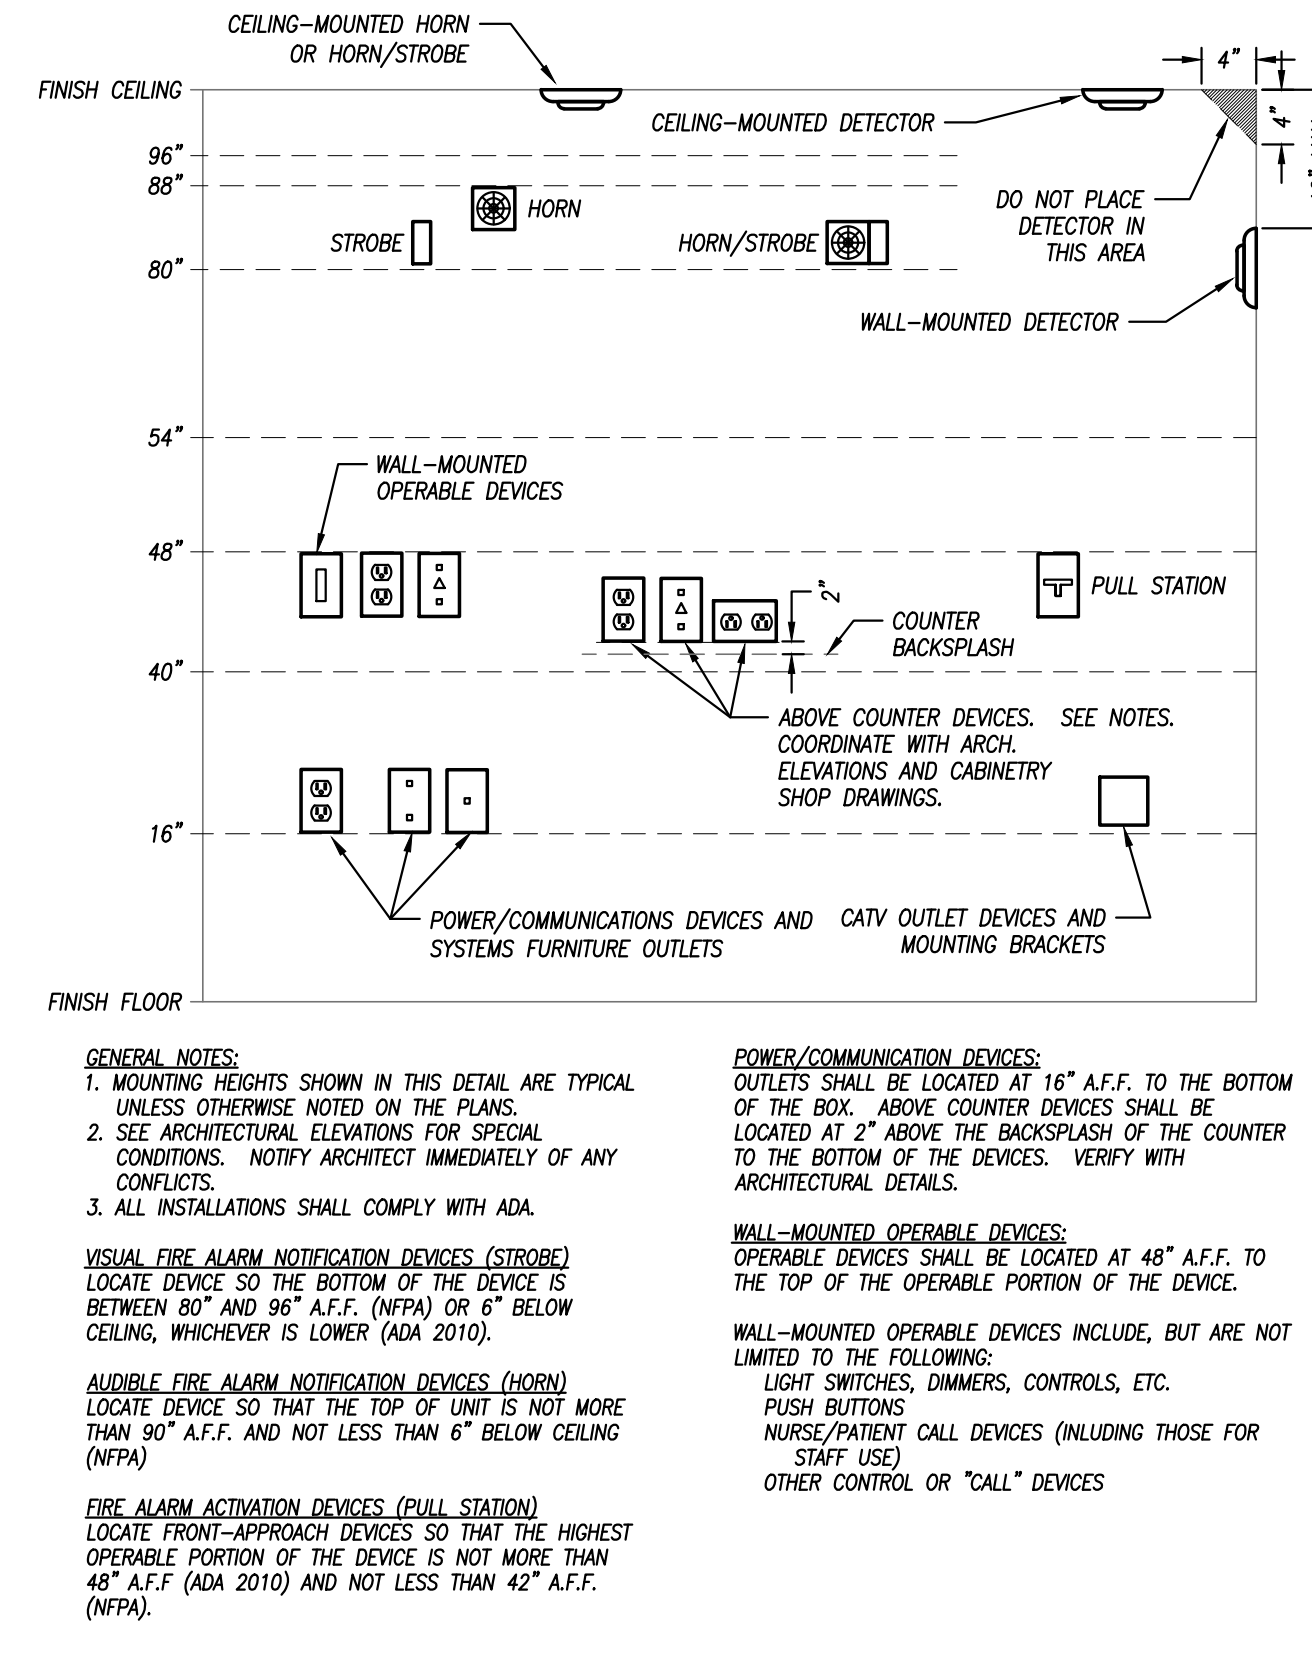 CEILING-MOUNTED HORN
OR HORN/STROBE
4"
FINISH CEILING
CEILING-MOUNTED DETECTOR
4"
96"
88"
HORN
DO NOT PLACE
DETECTOR IN
THIS AREA
STROBE
HORN/STROBE
80"
WALL-MOUNTED DETECTOR
54"
WALL-MOUNTED
OPERABLE DEVICES
48"
2"
PULL STATION
COUNTER
BACKSPLASH
40"
ABOVE COUNTER DEVICES. SEE NOTES.
COORDINATE WITH ARCH.
ELEVATIONS AND CABINETRY
SHOP DRAWINGS.
16"
POWER/COMMUNICATIONS DEVICES AND
SYSTEMS FURNITURE OUTLETS
CATV OUTLET DEVICES AND
MOUNTING BRACKETS
FINISH FLOOR
GENERAL NOTES:
1. MOUNTING HEIGHTS SHOWN IN THIS DETAIL ARE TYPICAL
UNLESS OTHERWISE NOTED ON THE PLANS.
2. SEE ARCHITECTURAL ELEVATIONS FOR SPECIAL
CONDITIONS. NOTIFY ARCHITECT IMMEDIATELY OF ANY
CONFLICTS.
3. ALL INSTALLATIONS SHALL COMPLY WITH ADA.
VISUAL FIRE ALARM NOTIFICATION DEVICES (STROBE)
LOCATE DEVICE SO THE BOTTOM OF THE DEVICE IS
BETWEEN 80" AND 96" A.F.F. (NFPA) OR 6" BELOW
CEILING, WHICHEVER IS LOWER (ADA 2010).
AUDIBLE FIRE ALARM NOTIFICATION DEVICES (HORN)
LOCATE DEVICE SO THAT THE TOP OF UNIT IS NOT MORE
THAN 90" A.F.F. AND NOT LESS THAN 6" BELOW CEILING
(NFPA)
FIRE ALARM ACTIVATION DEVICES (PULL STATION)
LOCATE FRONT-APPROACH DEVICES SO THAT THE HIGHEST
OPERABLE PORTION OF THE DEVICE IS NOT MORE THAN
48" A.F.F (ADA 2010) AND NOT LESS THAN 42" A.F.F.
(NFPA).
POWER/COMMUNICATION DEVICES:
OUTLETS SHALL BE LOCATED AT 16" A.F.F. TO THE BOTTOM
OF THE BOX. ABOVE COUNTER DEVICES SHALL BE
LOCATED AT 2" ABOVE THE BACKSPLASH OF THE COUNTER
TO THE BOTTOM OF THE DEVICES. VERIFY WITH
ARCHITECTURAL DETAILS.
WALL-MOUNTED OPERABLE DEVICES:
OPERABLE DEVICES SHALL BE LOCATED AT 48" A.F.F. TO
THE TOP OF THE OPERABLE PORTION OF THE DEVICE.
WALL-MOUNTED OPERABLE DEVICES INCLUDE, BUT ARE NOT
LIMITED TO THE FOLLOWING:
LIGHT SWITCHES, DIMMERS, CONTROLS, ETC.
PUSH BUTTONS
NURSE/PATIENT CALL DEVICES (INLUDING THOSE FOR
STAFF USE)
OTHER CONTROL OR "CALL" DEVICES